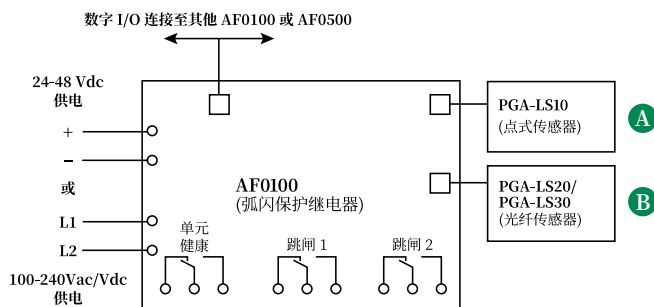 数字 I/O 连接至其他 AF0100 或 AF0500
24-48 Vdc
供电
+
-
或
L1
L2
100-240Vac/Vdc
供电
AF0100
(弧闪保护继电器)
单元
健康
跳闸 1
跳闸 2
PGA-LS10
(点式传感器)
A
PGA-LS20/
PGA-LS30
(光纤传感器)
B